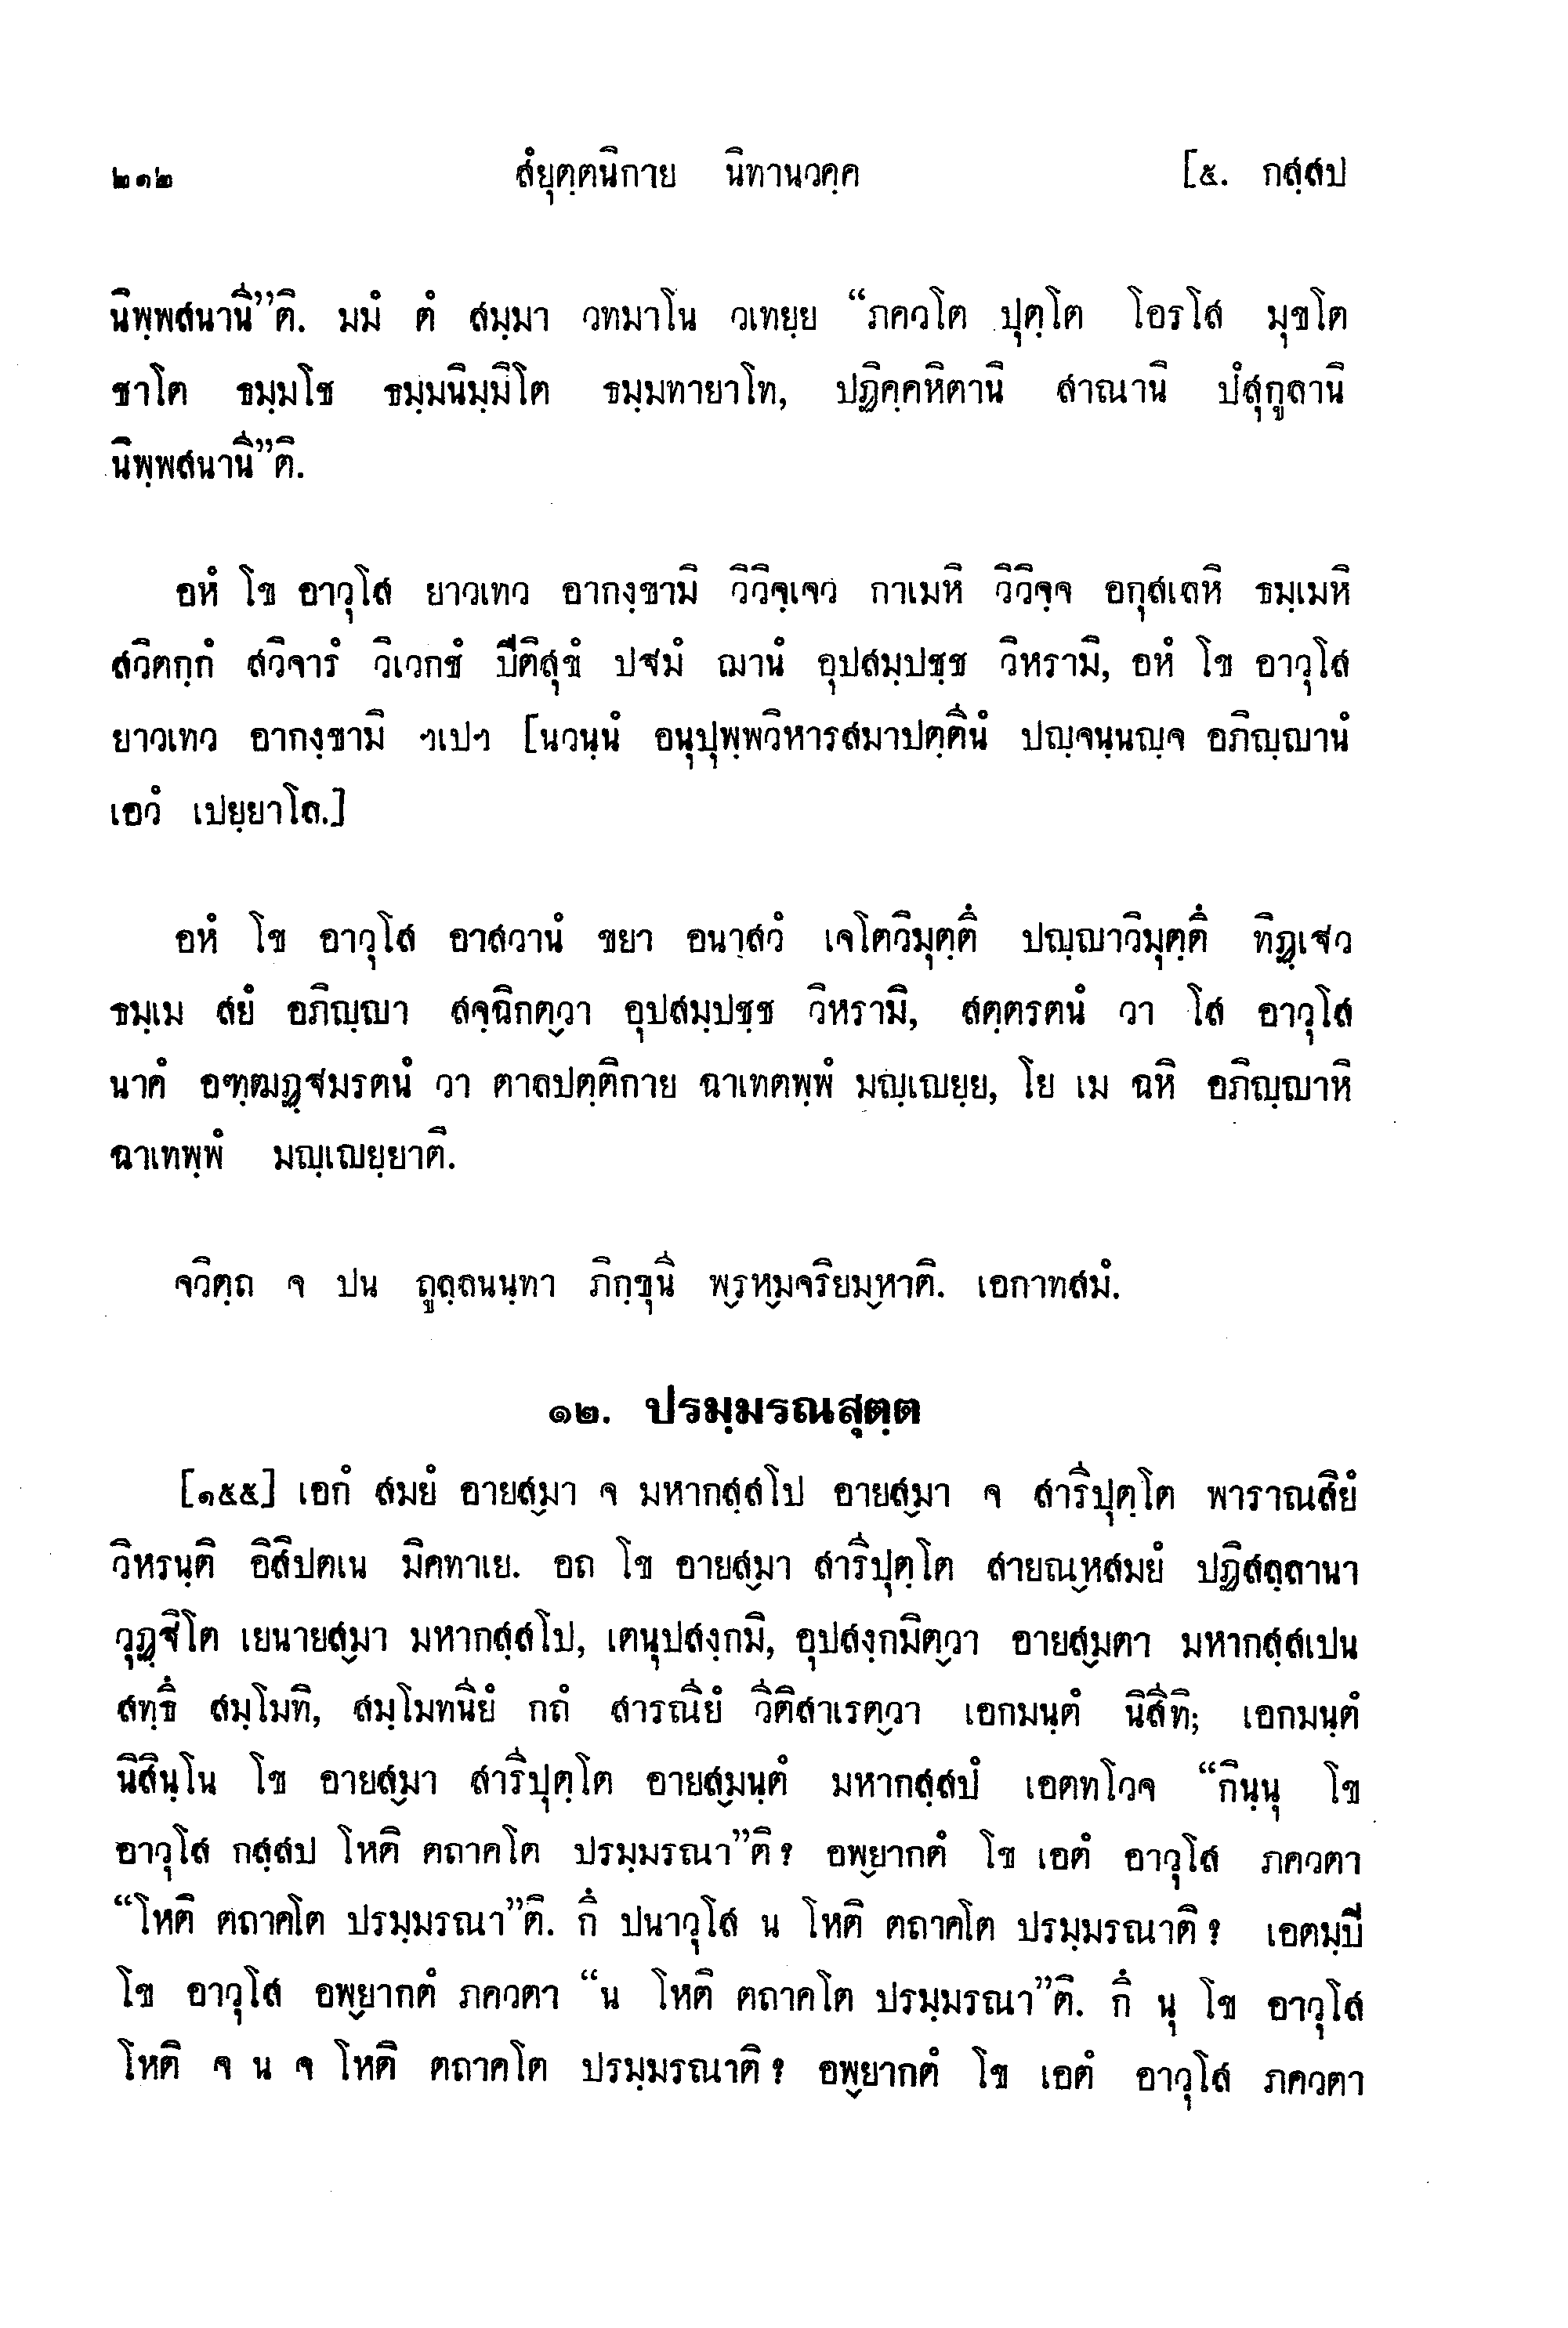 ๒๑๒ สํยุตฺตนิกาย นิทานวคฺค [๕. กสฺสป
นิพฺพสนานี”ติ. มมํ ตํ สมฺมา วทมาโน วเทยฺย “ภควโต ปุตฺโต โอรโส มุขโต
ชาโต ธมฺมโช ธมฺมนิมฺมิโต ธมฺมทายาโท, ปฏิคฺคหิตานิ สาณานิ ปํสุกูลานิ
นิพฺพสนานี”ติ.
อหํ โข อาวุโส ยาวเทว อากงฺขามิ วิวิจฺเจว กาเมหิ วิวิจฺจ อกุสเลหิ ธมฺเมหิ
สวิตกฺกํ สวิจารํ วิเวกชํ ปีติสุขํ ปฐมํ ฌานํ อุปสมฺปชฺช วิหรามิ, อหํ โข อาวุโส
ยาวเทว อากงฺขามิ ฯเปฯ [นวนฺนํ อนุปุพฺพวิหารสมาปตฺตีนํ ปญฺจนฺนญฺจ อภิญฺญานํ
เอวํ เปยฺยาโล.]
อหํ โข อาวุโส อาสวานํ ขยา อนาสวํ เจโตวิมุตฺตึ ปญฺญาวิมุตฺตึ ทิฏฺเฐว
ธมฺเม สยํ อภิญฺญา สจฺฉิกตฺวา อุปสมฺปชฺช วิหรามิ, สตฺตรตนํ วา โส อาวุโส
นาคํ อฑฺฒฏฺฐมรตนํ วา ตาลปตฺติกาย ฉาเทตพฺพํ มญฺเญยฺย, โย เม ฉหิ อภิญฺญาหิ
ฉาเทพฺพํ มญฺเญยฺยาติ.
จวิตฺถ จ ปน ถูลฺลนนฺทา ภิกฺขุนี พฺรหฺมจริยมฺหาติ. เอกาทสมํ.
๑๒. ปรมฺมรณสุตฺต
[๑๕๕] เอกํ สมยํ อายสฺมา จ มหากสฺสโป อายสฺมา จ สารีปุตฺโต พาราณสิยํ
วิหรนฺติ อิสิปตเน มิคทาเย. อถ โข อายสฺมา สารีปุตฺโต สายณฺหสมยํ ปฏิสลฺลานา
วุฏฺฐิโต เยนายสฺมา มหากสฺสโป, เตนุปสงฺกมิ, อุปสงฺกมิตฺวา อายสฺมตา มหากสฺสเปน
สทฺธึ สมฺโมทิ, สมฺโมทนียํ กถํ สารณียํ วีติสาเรตฺวา เอกมนฺตํ นิสีทิ; เอกมนฺตํ
นิสินฺโน โข อายสฺมา สารีปุตฺโต อายสฺมนฺตํ มหากสฺสปํ เอตทโวจ “กินฺนุ โข
อาวุโส กสฺสป โหติ ตถาคโต ปรมฺมรณา”ติ? อพฺยากตํ โข เอตํ อาวุโส ภควตา
“โหติ ตถาคโต ปรมฺมรณา”ติ. กึ ปนาวุโส น โหติ ตถาคโต ปรมฺมรณาติ? เอตมฺปิ
โข อาวุโส อพฺยากตํ ภควตา “น โหติ ตถาคโต ปรมฺมรณา”ติ. กึ นุ โข อาวุโส
โหติ จ น จ โหติ ตถาคโต ปรมฺมรณาติ? อพฺยากตํ โข เอตํ อาวุโส ภควตา